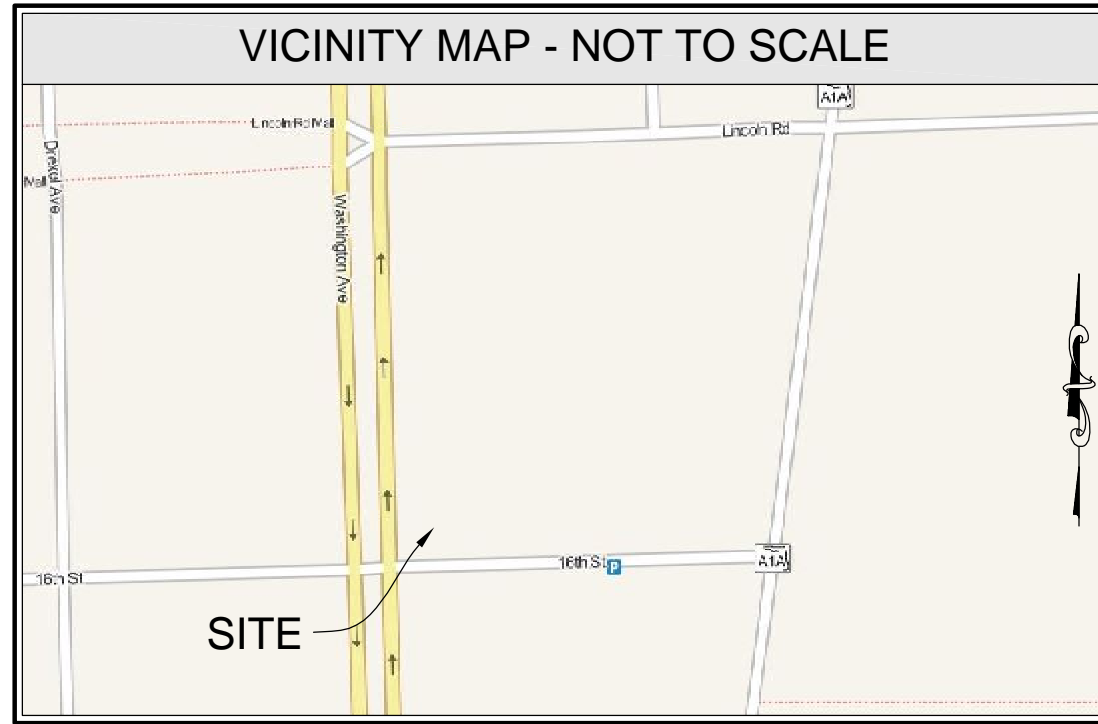 VICINITY MAP - NOT TO SCALE
A1A
Lincoln Rd Mall
Lincoln Rd
Mall
Drexel Ave
Washington Ave
16th St
16th St
P
A1A
SITE